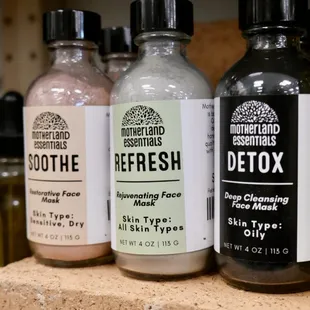 MOTHERLAND
ESSENTIALS
SOOTHE
Restorative Face
Mask
Skin Type:
Sensitive, Dry
NET WT 4 OZ (113 G
MOTHERLAND
ESSENTIALS
REFRESH
Rejuvenating Face
Mask
Skin Type:
All Skin Types
NET WT 4 OZ (113 G
MOTHERLAND
ESSENTIALS
DETOX
Deep Cleansing
Face Mask
Skin Type:
Oily
NET WT 4 OZ (113 G